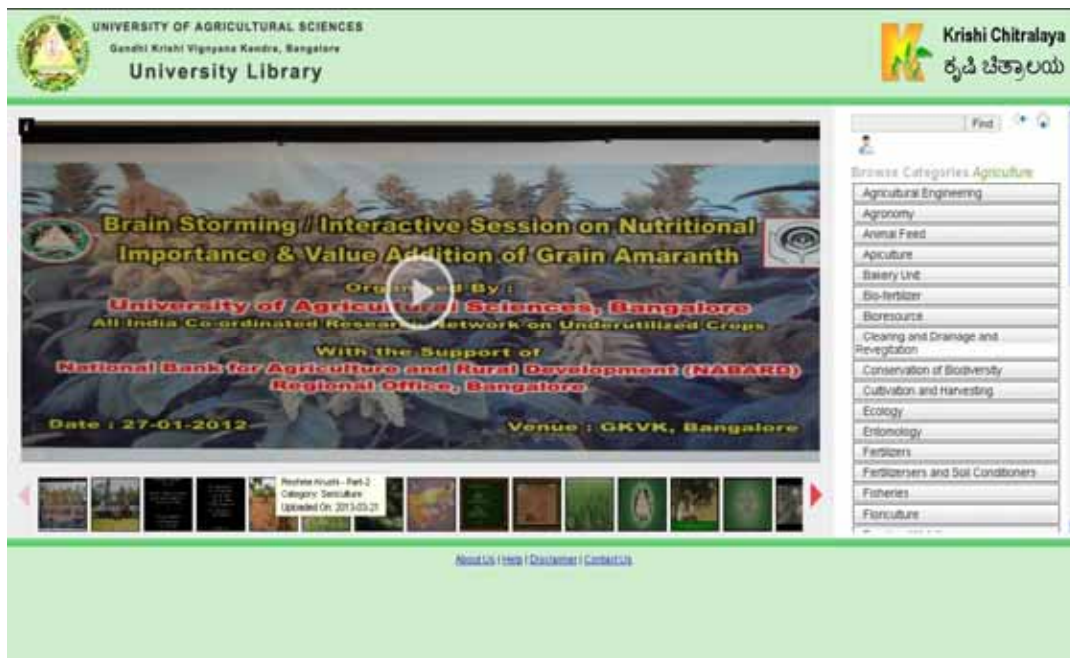 UNIVERSITY OF AGRICULTURAL SCIENCES
Gandhi Krishi Vignyana Kendra, Bangalore
University Library
Krishi Chitralaya
ಕೃಷಿ ಚಿತ್ರಾಲಯ
Brain Storming / Interactive Session on Nutritional
Importance & Value Addition of Grain Amaranth
Organised By :
University of Agricultural Sciences, Bangalore
All India Co-ordinated Research Network on Underutilized Crops
With the Support of
National Bank for Agriculture and Rural Development (NABARD)
Regional Office, Bangalore
Date : 27-01-2012
Venue : GKVK, Bangalore
Category: Sericulture
Uploaded On: 2013-03-21
Find
Browse Categories Agriculture
Agricultural Engineering
Agronomy
Animal Feed
Apiculture
Bakery Unit
Bio-fertilizer
Bioresource
Clearing and Drainage and
Revegitation
Conservation of Biodiversity
Cultivation and Harvesting
Ecology
Entomology
Fertilizers
Fertilizersers and Soil Conditioners
Fisheries
Floriculture
About Us | Help | Disclaimer | Contact Us